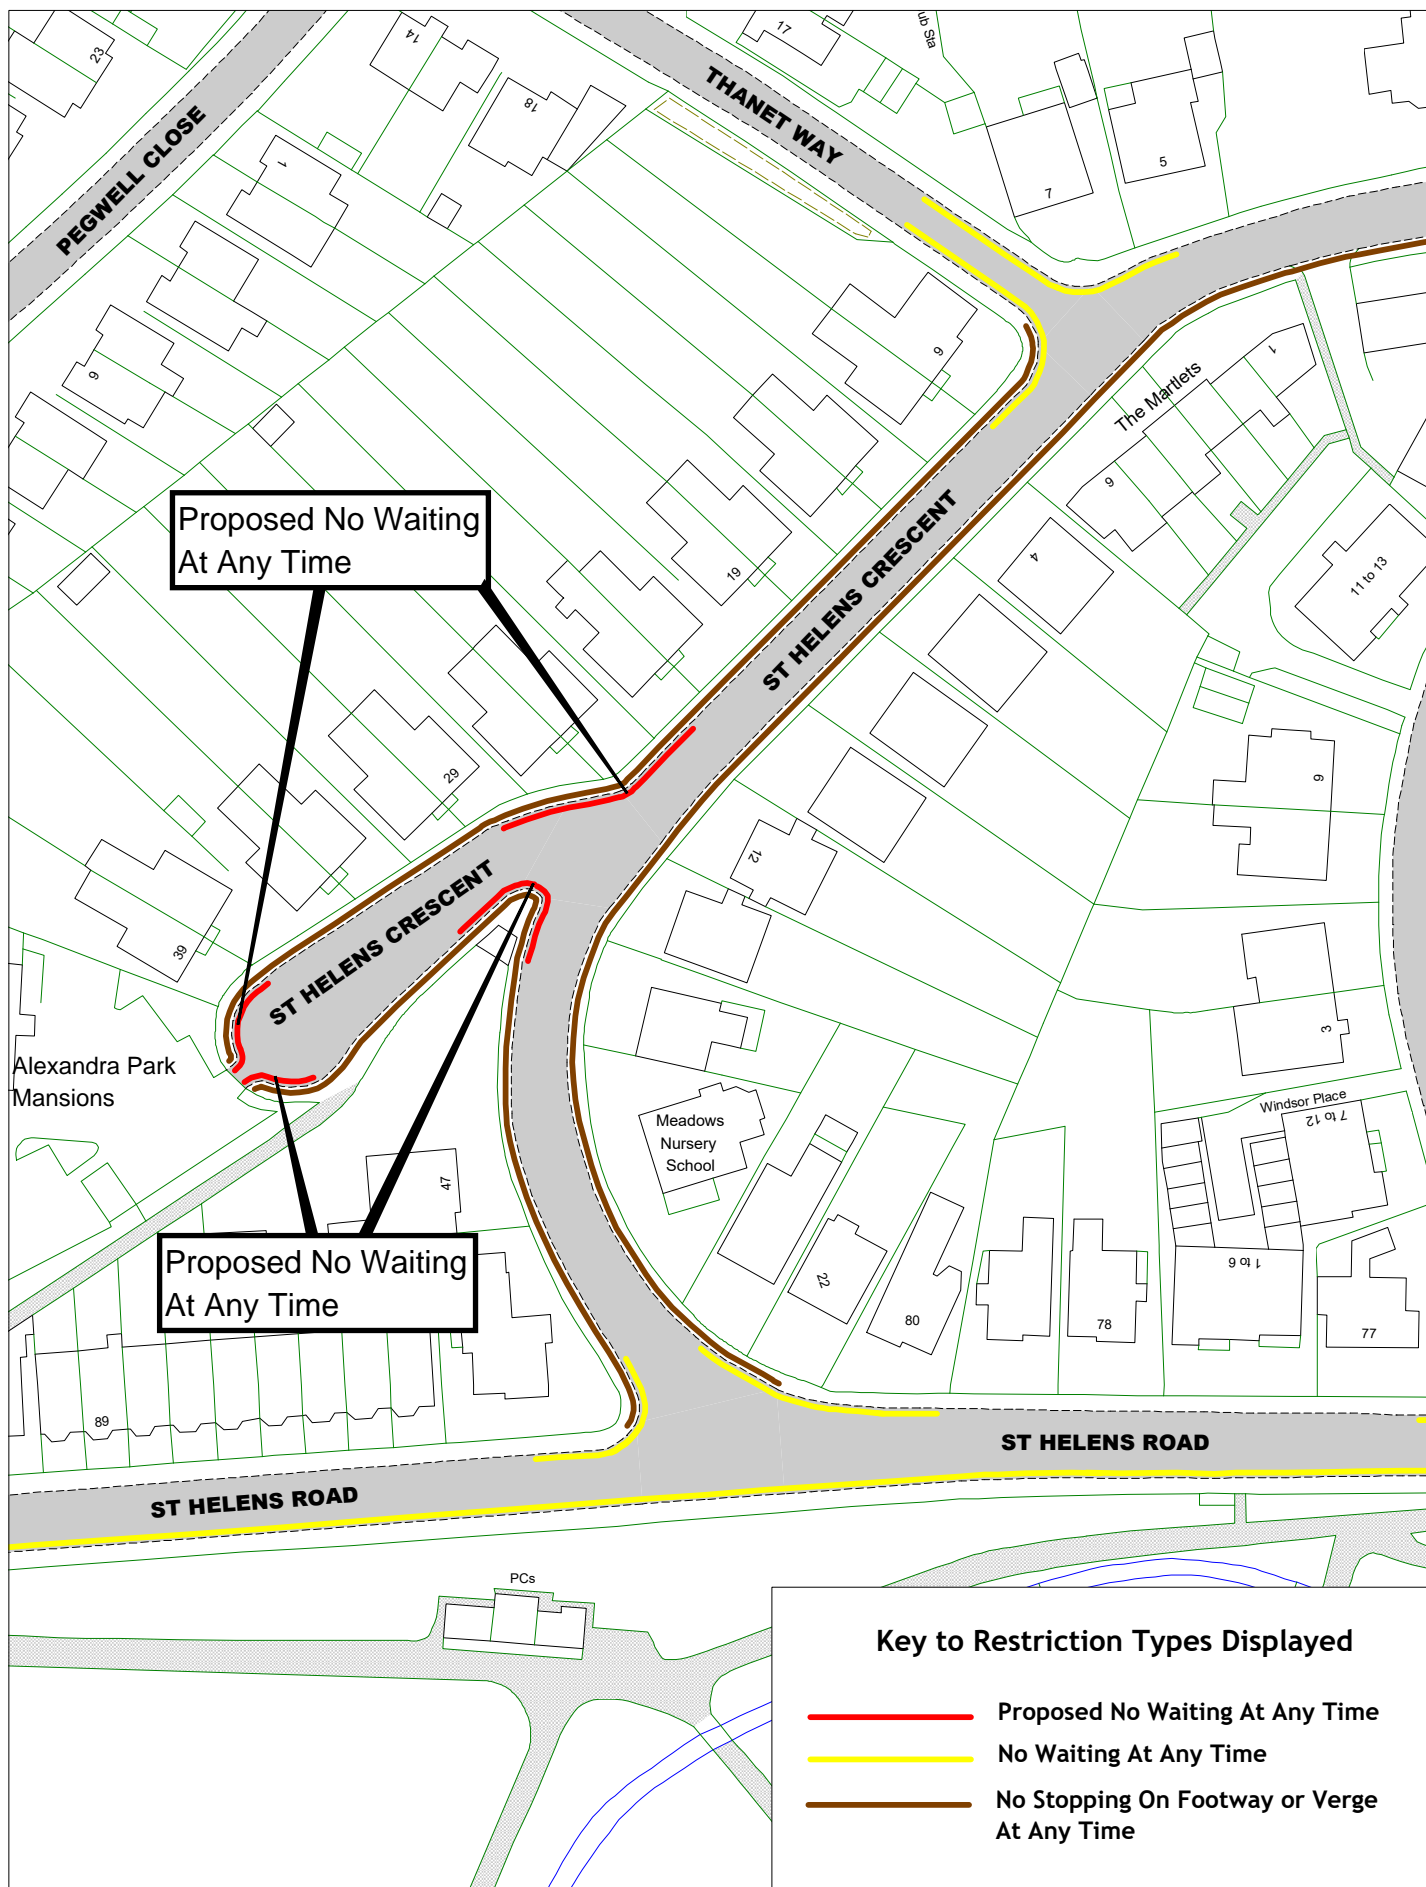 23
14
17
ub Sta
THANET WAY
18
7
5
PEGWELL CLOSE
1
9
9
1
The Martlets
9
Proposed No Waiting
At Any Time
19
ST HELENS CRESCENT
4
11 to 13
29
9
12
ST HELENS CRESCENT
39
3
Alexandra Park
Mansions
Meadows
Nursery
School
Windsor Place
7 to 12
47
Proposed No Waiting
At Any Time
22
80
78
1 to 6
77
89
ST HELENS ROAD
ST HELENS ROAD
PCs
Key to Restriction Types Displayed
Proposed No Waiting At Any Time
No Waiting At Any Time
No Stopping On Footway or Verge
At Any Time